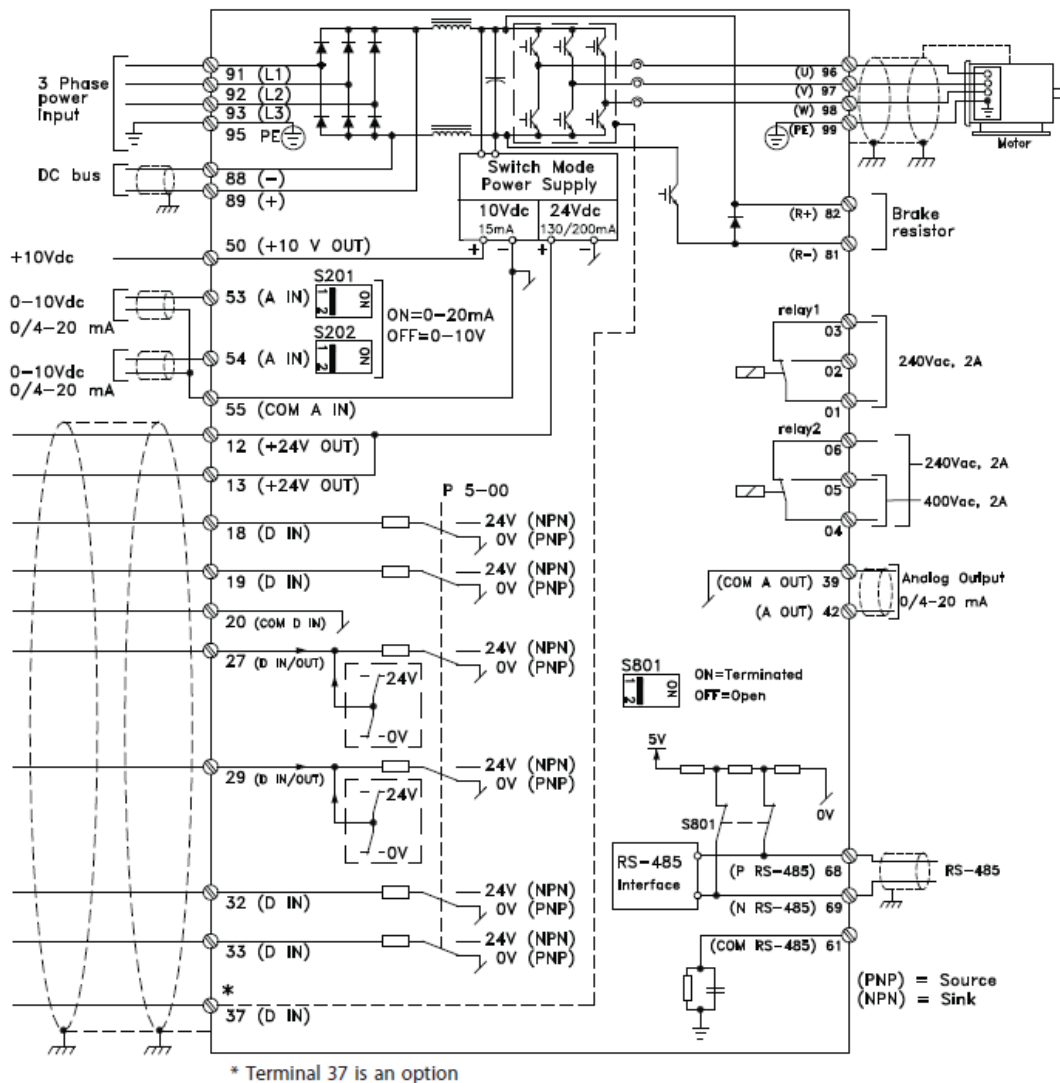 3 Phase
power
input
91 (L1)
92 (L2)
93 (L3)
95 PE
DC bus
88 (-)
89 (+)
+10Vdc
50 (+10 V OUT)
0-10Vdc
0/4-20 mA
53 (A IN)
S201
1 2
ON
ON=0-20mA
OFF=0-10V
0-10Vdc
0/4-20 mA
54 (A IN)
S202
1 2
ON
55 (COM A IN)
12 (+24V OUT)
13 (+24V OUT)
P 5-00
18 (D IN)
24V (NPN)
0V (PNP)
19 (D IN)
24V (NPN)
0V (PNP)
20 (COM D IN)
27 (D IN/OUT)
24V (NPN)
0V (PNP)
24V
0V
29 (D IN/OUT)
24V (NPN)
0V (PNP)
24V
0V
32 (D IN)
24V (NPN)
0V (PNP)
33 (D IN)
24V (NPN)
0V (PNP)
*
37 (D IN)
Switch Mode
Power Supply
10Vdc
15mA
24Vdc
130/200mA
+ - + -
(U) 96
(V) 97
(W) 98
(PE) 99
Motor
(R+) 82
(R-) 81
Brake
resistor
relay1
03
02
01
240Vac, 2A
relay2
06
05
04
240Vac, 2A
400Vac, 2A
(COM A OUT) 39
(A OUT) 42
Analog Output
0/4-20 mA
S801
1 2
ON
ON=Terminated
OFF=Open
5V
0V
S801
RS-485
Interface
(P RS-485) 68
(N RS-485) 69
RS-485
(COM RS-485) 61
(PNP) = Source
(NPN) = Sink
* Terminal 37 is an option